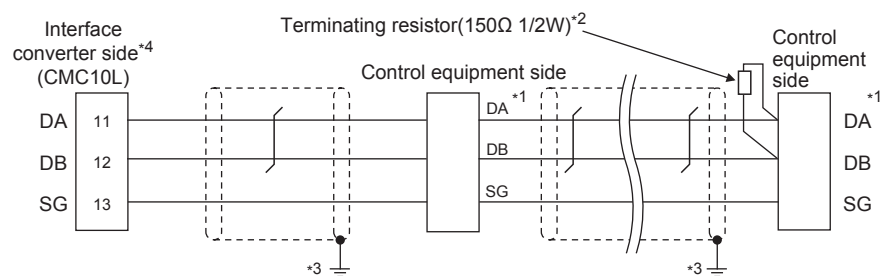 Terminating resistor(150Ω 1/2W)*2
Interface
converter side*4
(CMC10L)
Control equipment side
Control
equipment
side
DA 11
DB 12
SG 13
DA *1
DB
SG
*1
DA
DB
SG
*3
*3